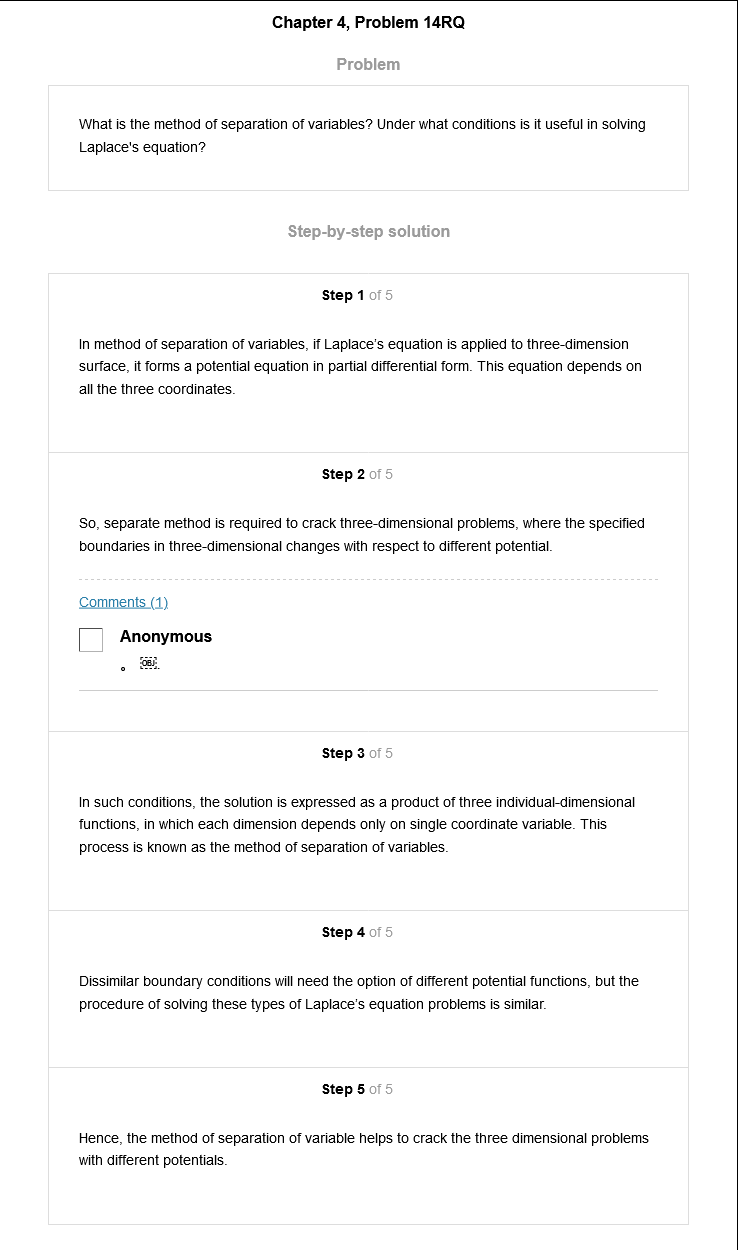 Chapter 4, Problem 14RQ
Problem
What is the method of separation of variables? Under what conditions is it useful in solving
Laplace's equation?
Step-by-step solution
Step 1 of 5
In method of separation of variables, if Laplace’s equation is applied to three-dimension
surface, it forms a potential equation in partial differential form. This equation depends on
all the three coordinates.
Step 2 of 5
So, separate method is required to crack three-dimensional problems, where the specified
boundaries in three-dimensional changes with respect to different potential.
Comments (1)
Anonymous
OBJ
Step 3 of 5
In such conditions, the solution is expressed as a product of three individual-dimensional
functions, in which each dimension depends only on single coordinate variable. This
process is known as the method of separation of variables.
Step 4 of 5
Dissimilar boundary conditions will need the option of different potential functions, but the
procedure of solving these types of Laplace’s equation problems is similar.
Step 5 of 5
Hence, the method of separation of variable helps to crack the three dimensional problems
with different potentials.